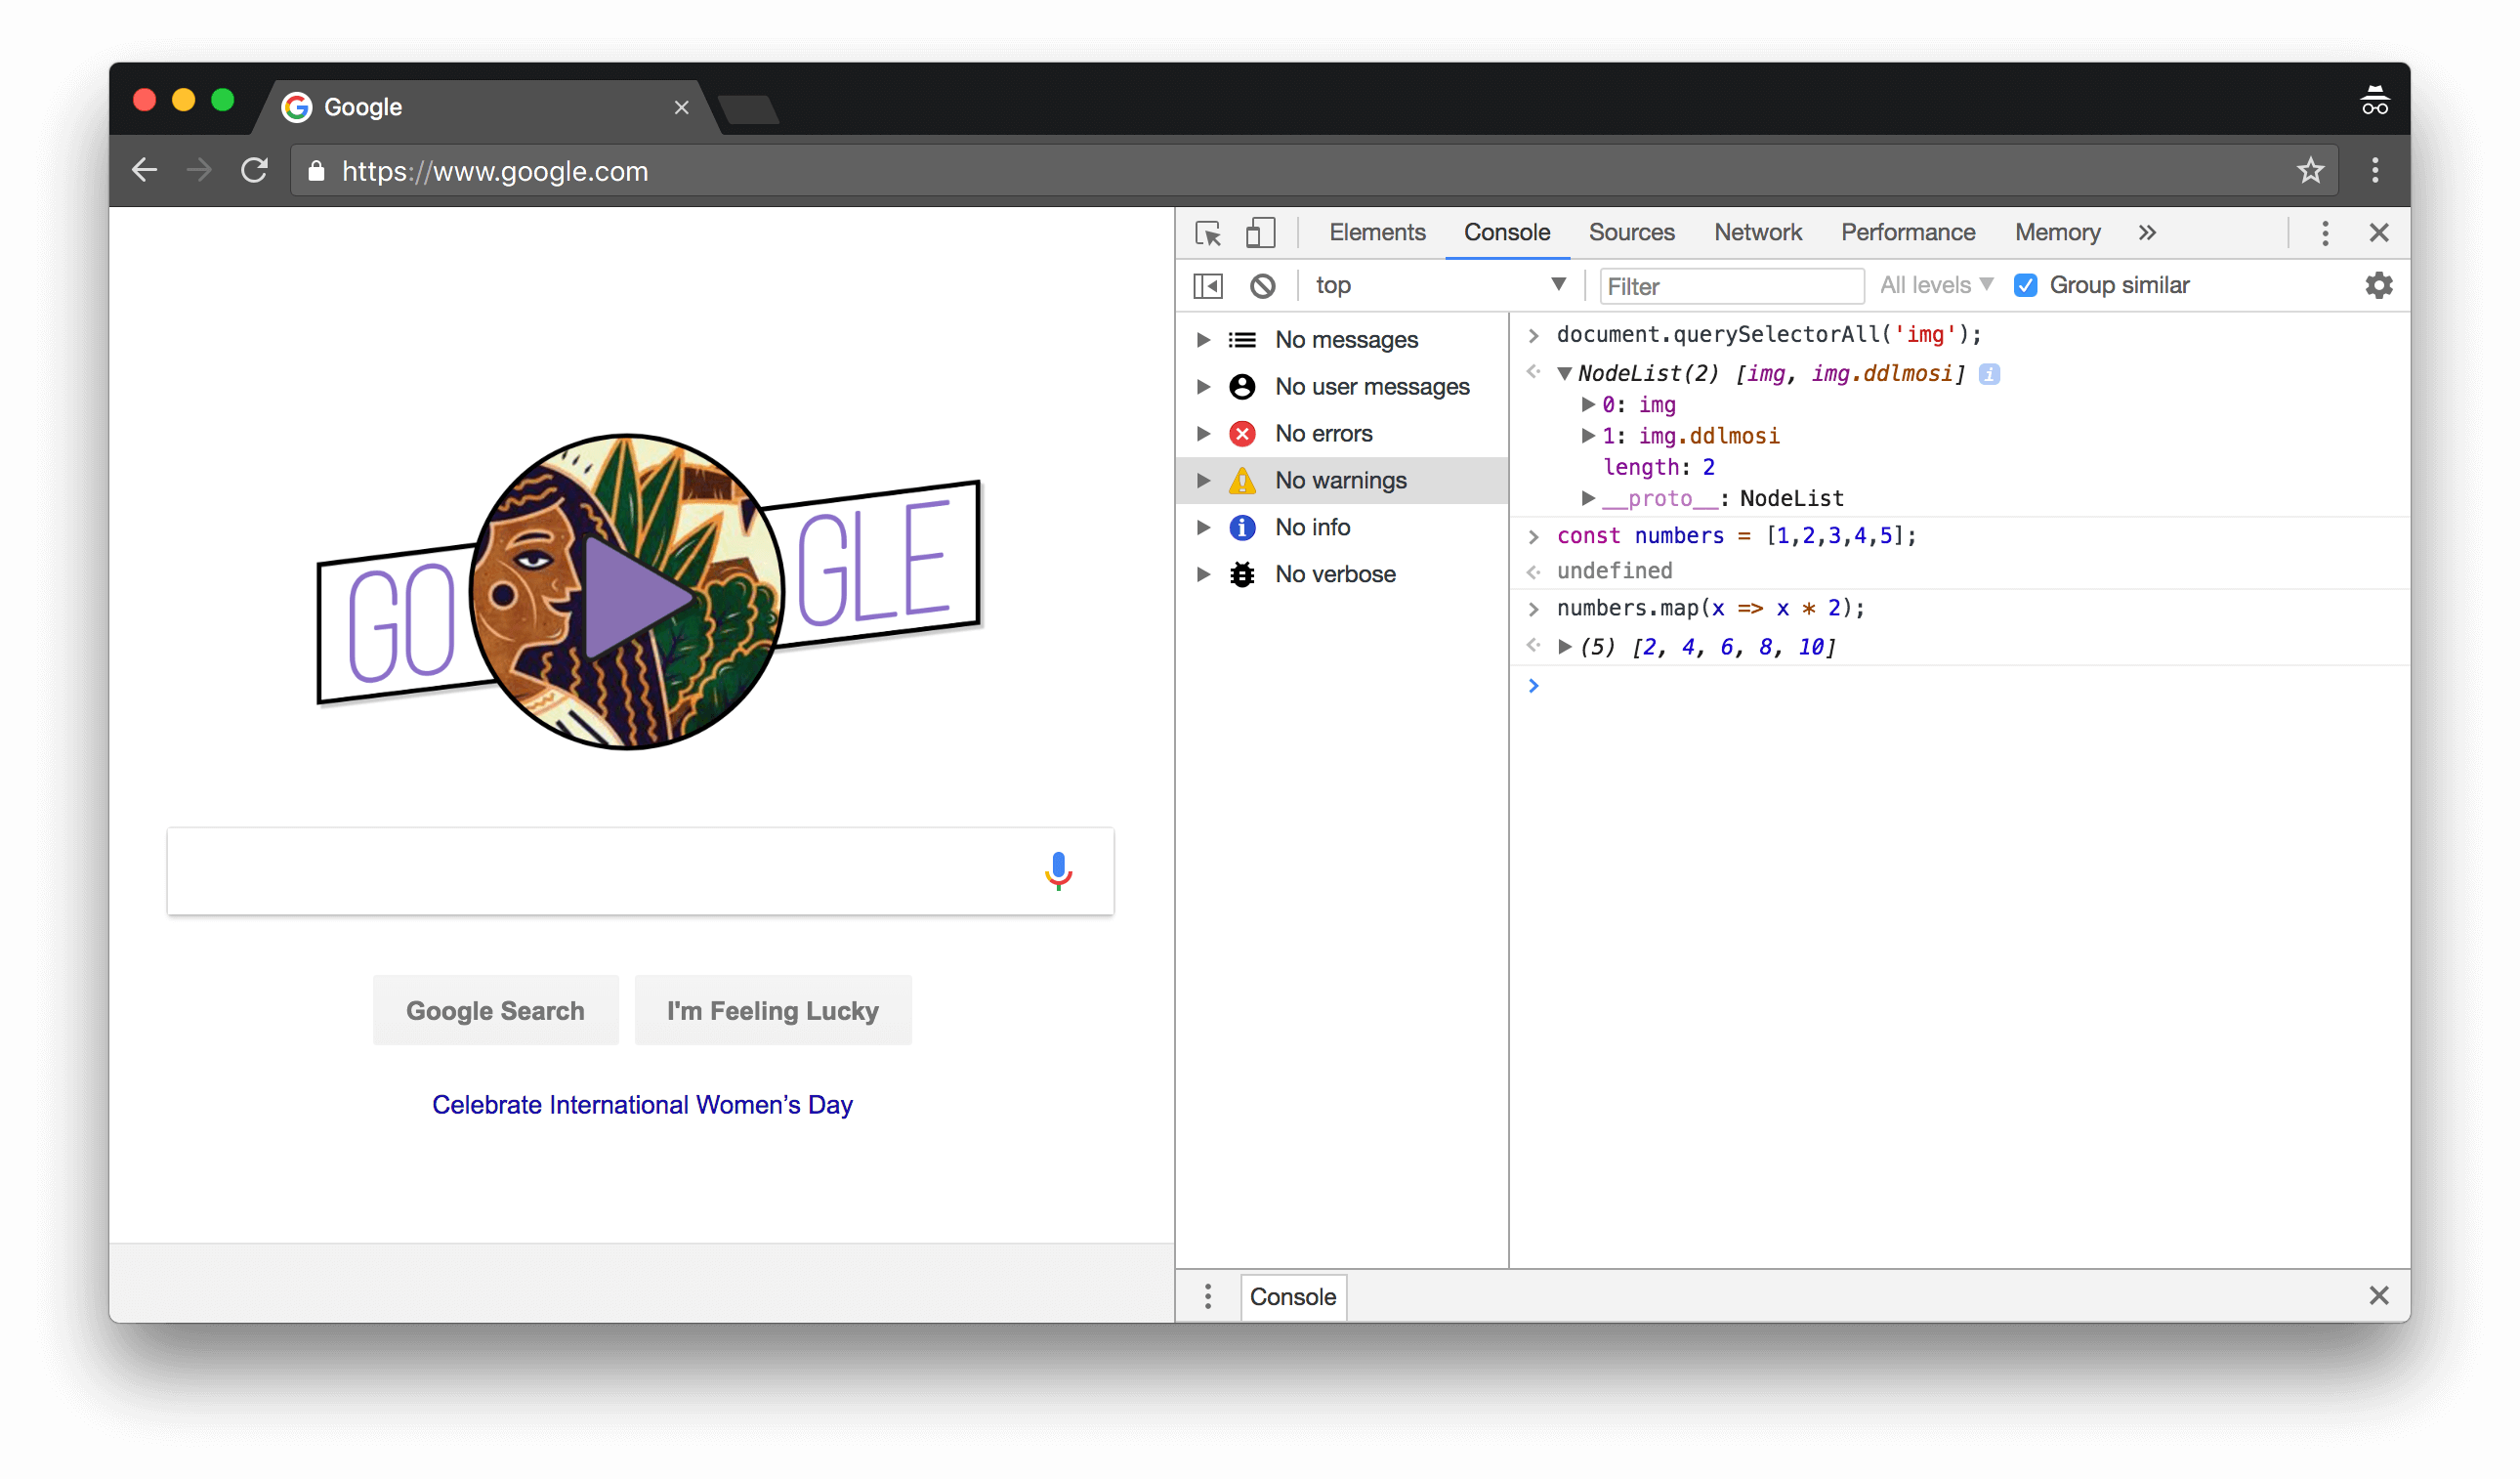 Google
https://www.google.com
Elements Console Sources Network Performance Memory »
top Filter All levels Group similar
No messages
No user messages
No errors
No warnings
No info
No verbose
document.querySelectorAll('img');
NodeList(2) [img, img.ddlmosi] i
0: img
1: img.ddlmosi
length: 2
__proto__: NodeList
const numbers = [1,2,3,4,5];
undefined
numbers.map(x => x * 2);
(5) [2, 4, 6, 8, 10]
GO GLE
Google Search I'm Feeling Lucky
Celebrate International Women’s Day
Console